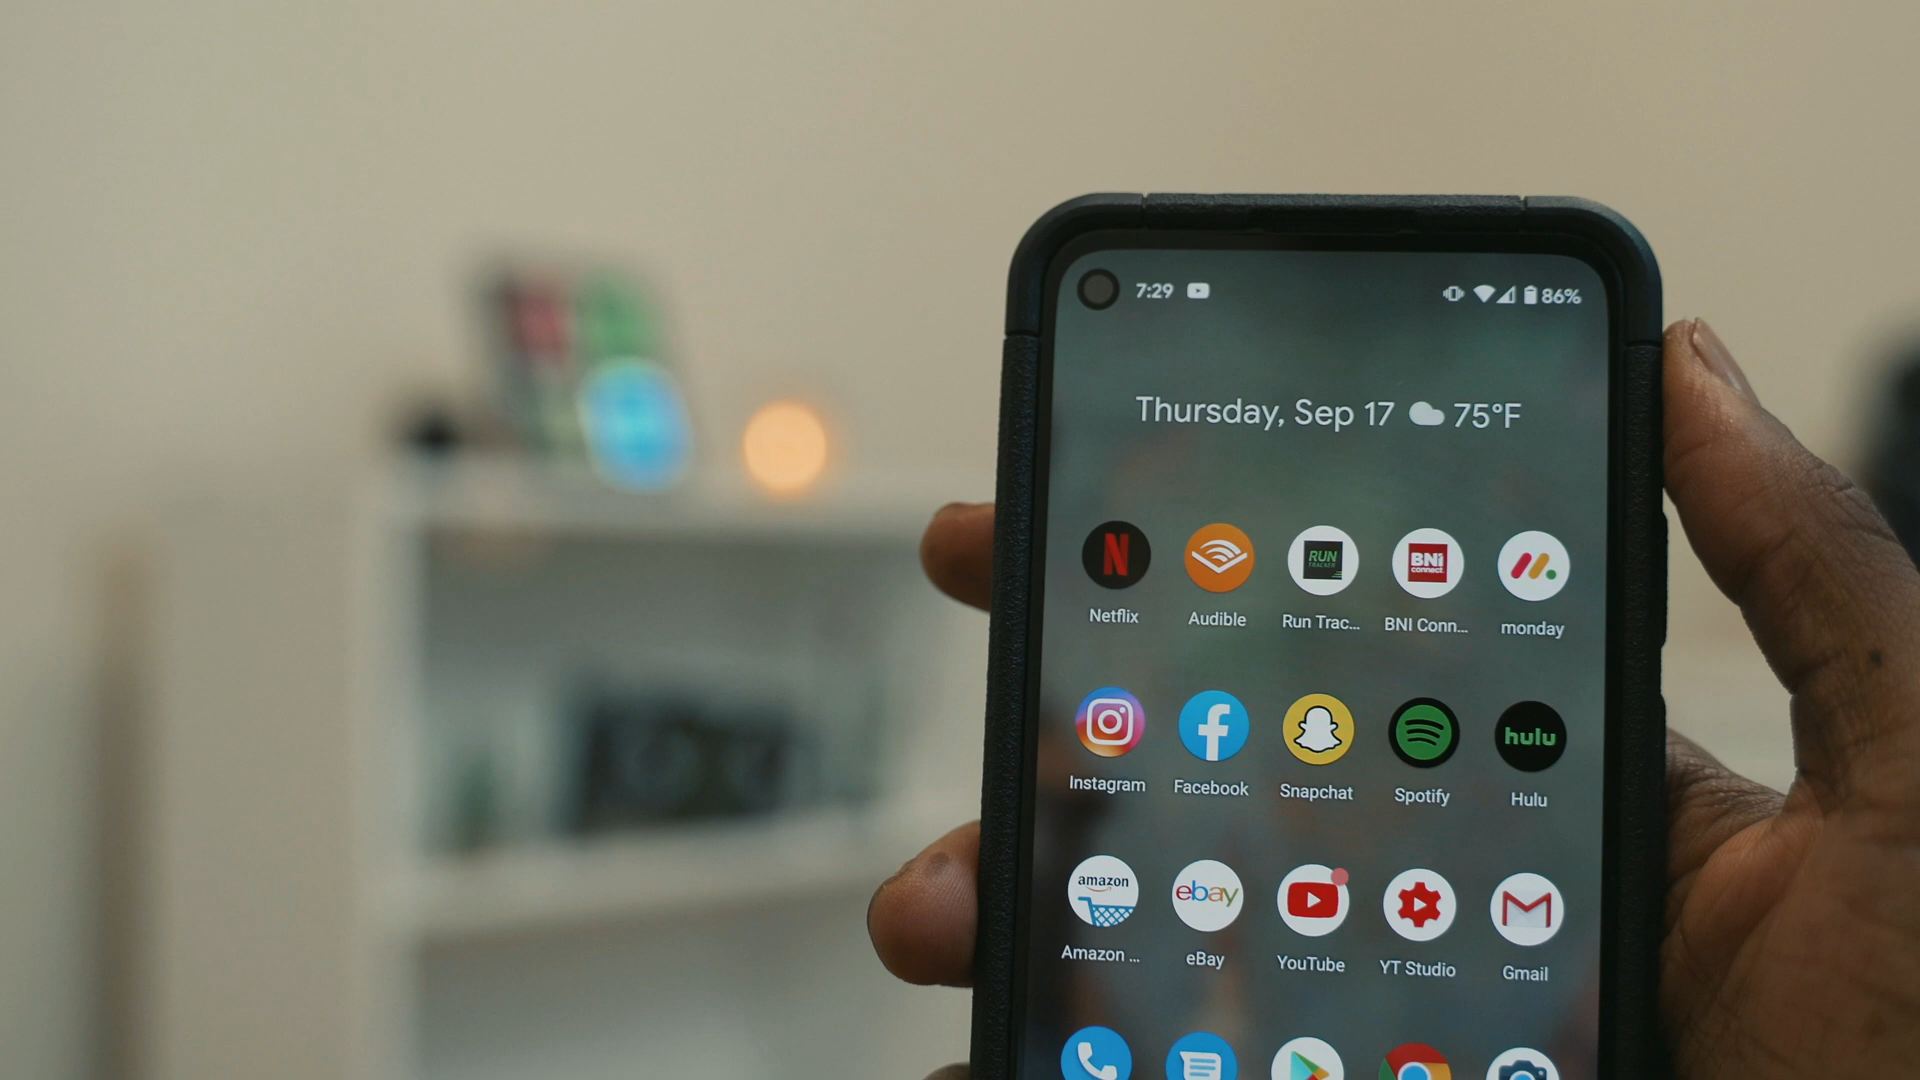 7:29 86%
Thursday, Sep 17 75°F
N RUN TRACKER BNI connect
Netflix Audible Run Trac... BNI Conn... monday
hulu
Instagram Facebook Snapchat Spotify Hulu
amazon ebay
Amazon ... eBay YouTube YT Studio Gmail